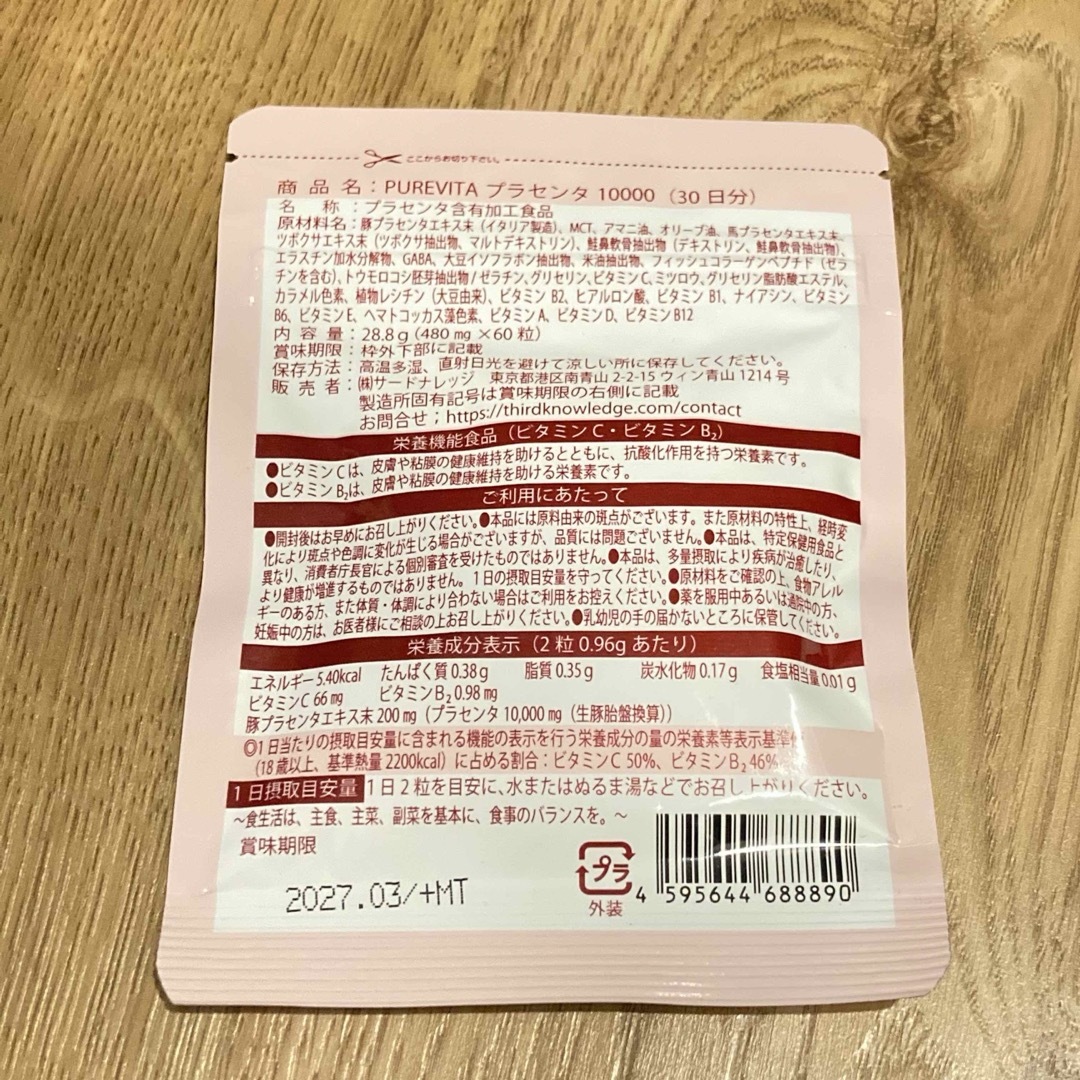 ここからお切り下さい。
商品名：PUREVITA プラセンタ 10000（30 日分）
名称：プラセンタ含有加工食品
原材料名：豚プラセンタエキス末（イタリア製造）、MCT、アマニ油、オリーブ油、馬プラセンタエキス末、
ツボクサエキス末（ツボクサ抽出物、マルトデキストリン）、鮭鼻軟骨抽出物（デキストリン、鮭鼻軟骨抽出物）、
エラスチン加水分解物、GABA、大豆イソフラボン抽出物、米油抽出物、フィッシュコラーゲンペプチド（ゼラ
チンを含む）、トウモロコシ胚芽抽出物 / ゼラチン、グリセリン、ビタミン C、ミツロウ、グリセリン脂肪酸エステル、
カラメル色素、植物レシチン（大豆由来）、ビタミン B2、ヒアルロン酸、ビタミン B1、ナイアシン、ビタミン
B6、ビタミン E、ヘマトコッカス藻色素、ビタミン A、ビタミン D、ビタミン B12
内容量：28.8g（480 mg ×60 粒）
賞味期限：枠外下部に記載
保存方法：高温多湿、直射日光を避けて涼しい所に保存してください。
販売者：㈱サードナレッジ 東京都港区南青山 2-2-15 ウィン青山 1214 号
製造所固有記号は賞味期限の右側に記載
お問合せ；https://thirdknowledge.com/contact
栄養機能食品（ビタミン C・ビタミン B₂）
●ビタミン C は、皮膚や粘膜の健康維持を助けるとともに、抗酸化作用を持つ栄養素です。
●ビタミン B₂は、皮膚や粘膜の健康維持を助ける栄養素です。
ご利用にあたって
●開封後はお早めにお召し上がりください。●本品には原料由来の斑点がございます。また原材料の特性上、経時変
化により斑点や色調に変化が生じる場合がございますが、品質には問題ございません。●本品は、特定保健用食品と
異なり、消費者庁長官による個別審査を受けたものではありません。●本品は、多量摂取により疾病が治癒したり、
より健康が増進するものではありません。1日の摂取目安量を守ってください。●原材料をご確認の上、食物アレル
ギーのある方、また体質・体調により合わない場合はご利用をお控えください。●薬を服用中あるいは通院中の方、
妊娠中の方は、お医者様にご相談の上お召し上がりください。●乳幼児の手の届かないところに保管してください。
栄養成分表示（2 粒 0.96g あたり）
エネルギー 5.40kcal たんぱく質 0.38g 脂質 0.35g 炭水化物 0.17g 食塩相当量 0.01g
ビタミン C 66 mg ビタミン B₂ 0.98 mg
豚プラセンタエキス末 200 mg（プラセンタ 10,000 mg（生豚胎盤換算））
◎1日当たりの摂取目安量に含まれる機能の表示を行う栄養成分の量の栄養素等表示基準値
（18 歳以上、基準熱量 2200kcal）に占める割合：ビタミン C 50%、ビタミン B₂ 46%
1日摂取目安量 1日2粒を目安に、水またはぬるま湯などでお召し上がりください。
～食生活は、主食、主菜、副菜を基本に、食事のバランスを。～
賞味期限
2027.03/+MT
プラ
外装
4 595644 688890